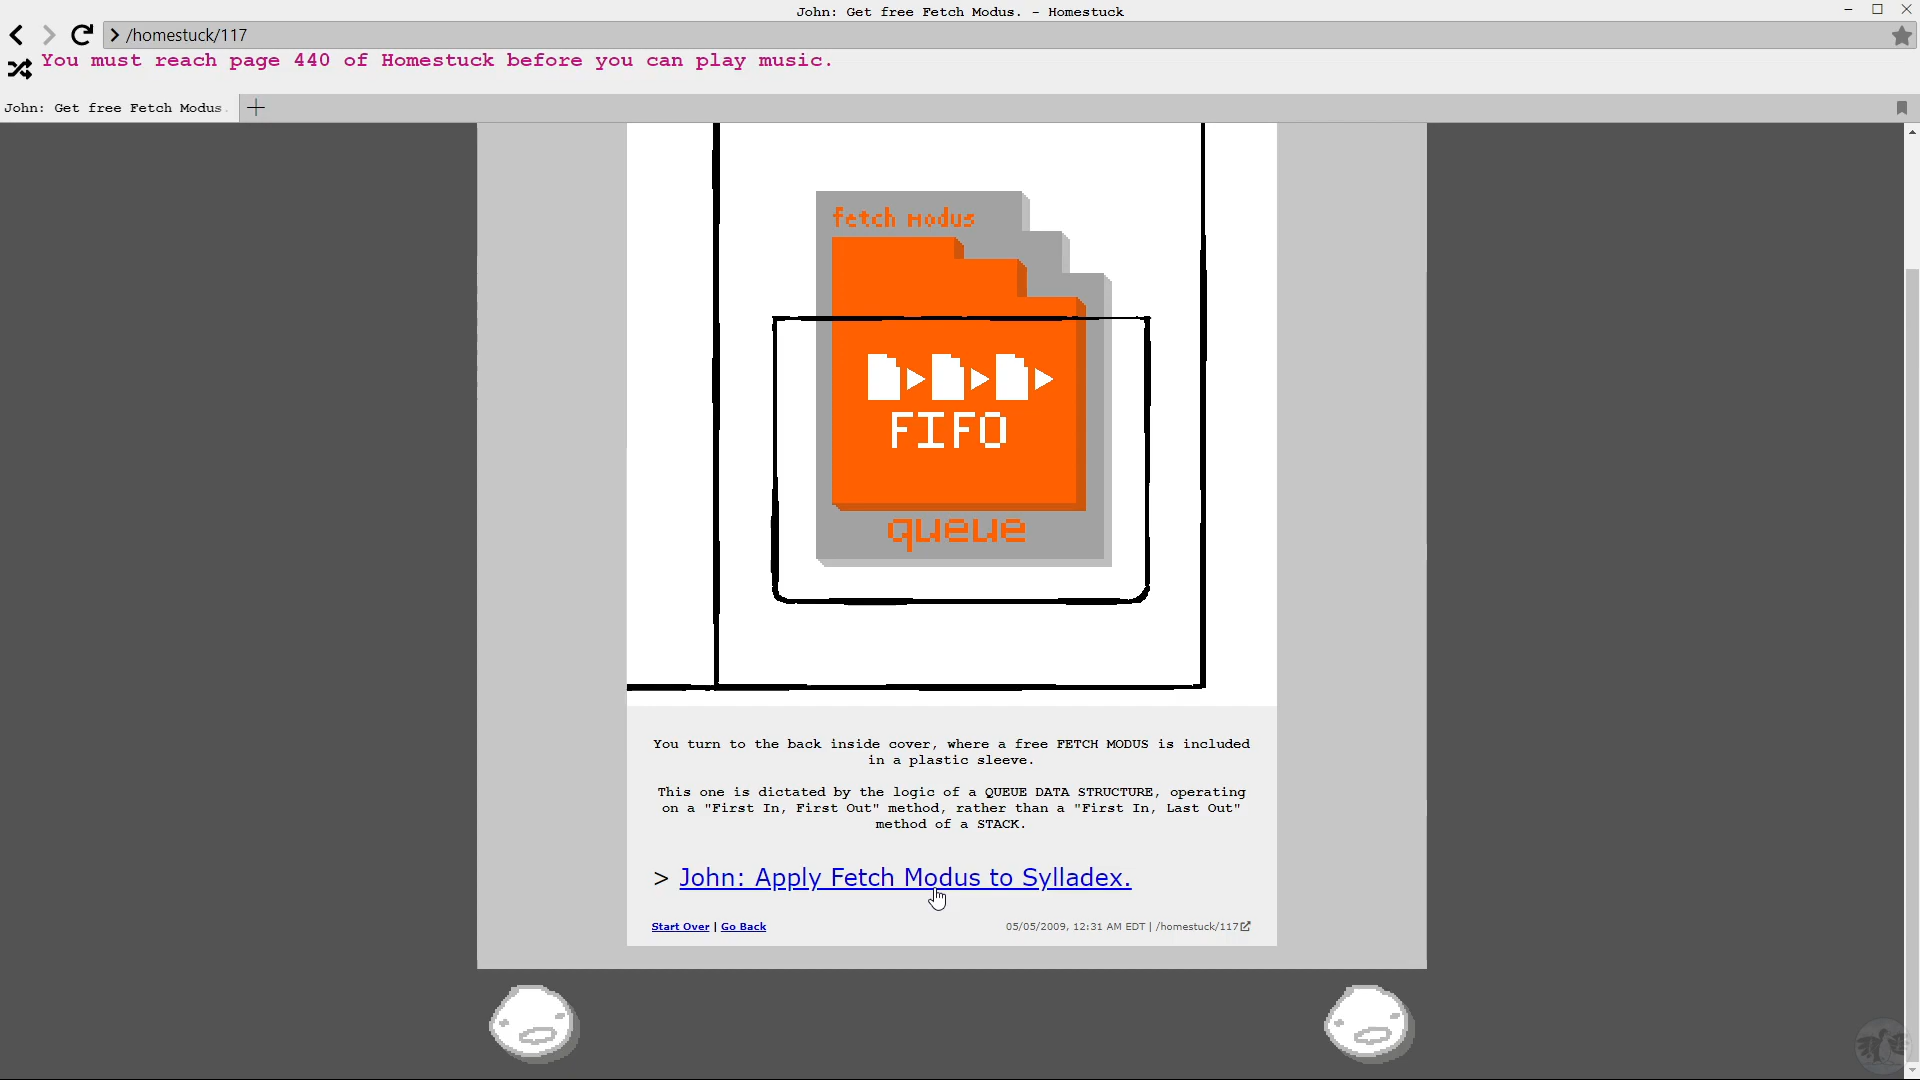 John: Get free Fetch Modus. - Homestuck
/homestuck/117
You must reach page 440 of Homestuck before you can play music.
John: Get free Fetch Modus
fetch modus
FIFO
queue
You turn to the back inside cover, where a free FETCH MODUS is included
in a plastic sleeve.
This one is dictated by the logic of a QUEUE DATA STRUCTURE, operating
on a "First In, First Out" method, rather than a "First In, Last Out"
method of a STACK.
> John: Apply Fetch Modus to Sylladex.
Start Over | Go Back
05/05/2009, 12:31 AM EDT | /homestuck/117